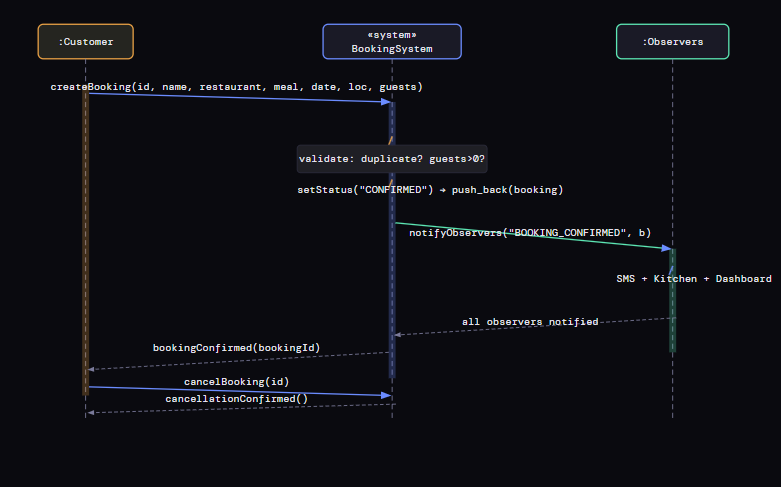 :Customer
«system»
BookingSystem
:Observers
createBooking(id, name, restaurant, meal, date, loc, guests)
validate: duplicate? guests>0?
setStatus("CONFIRMED") → push_back(booking)
notifyObservers("BOOKING_CONFIRMED", b)
SMS + Kitchen + Dashboard
all observers notified
bookingConfirmed(bookingId)
cancelBooking(id)
cancellationConfirmed()